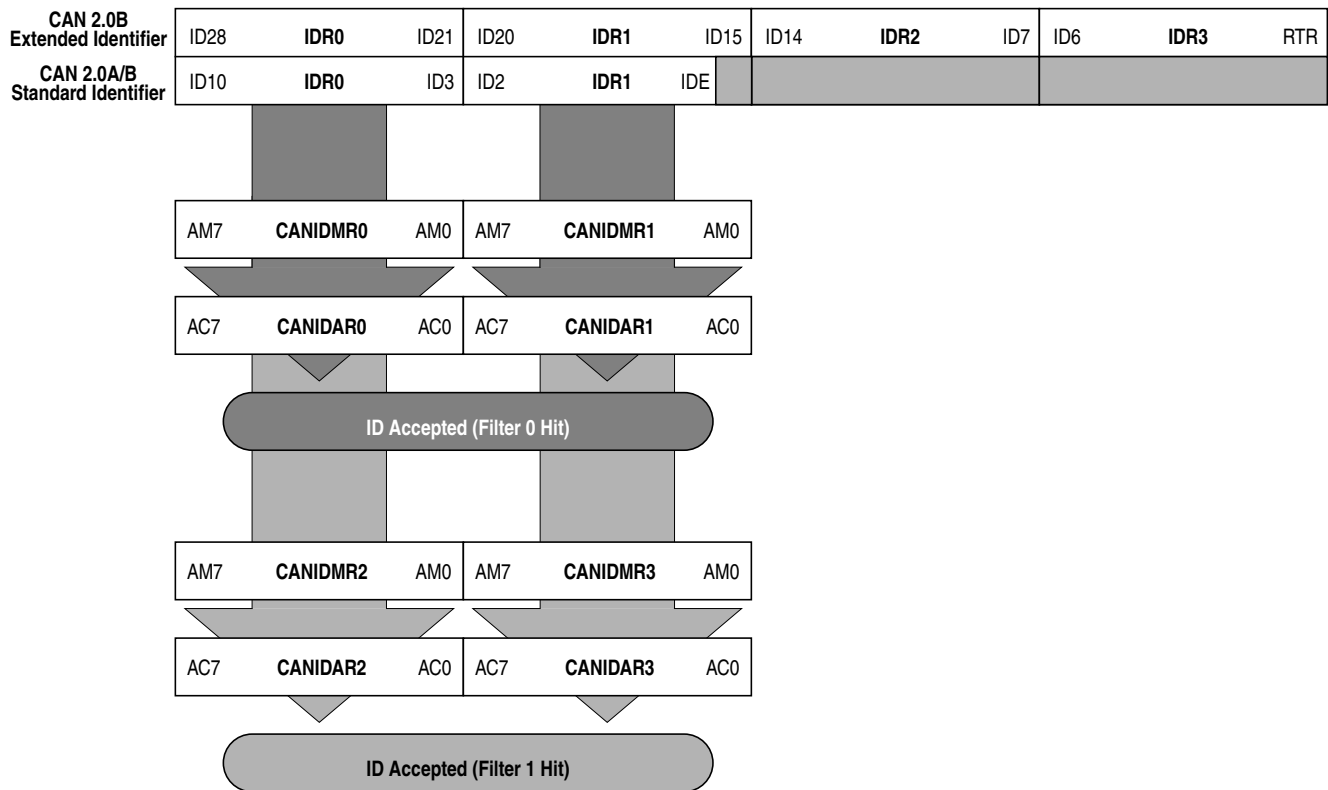 CAN 2.0B
Extended Identifier
ID28 IDR0 ID21 ID20 IDR1 ID15 ID14 IDR2 ID7 ID6 IDR3 RTR
CAN 2.0A/B
Standard Identifier
ID10 IDR0 ID3 ID2 IDR1 IDE
AM7 CANIDMR0 AM0 AM7 CANIDMR1 AM0
AC7 CANIDAR0 AC0 AC7 CANIDAR1 AC0
ID Accepted (Filter 0 Hit)
AM7 CANIDMR2 AM0 AM7 CANIDMR3 AM0
AC7 CANIDAR2 AC0 AC7 CANIDAR3 AC0
ID Accepted (Filter 1 Hit)